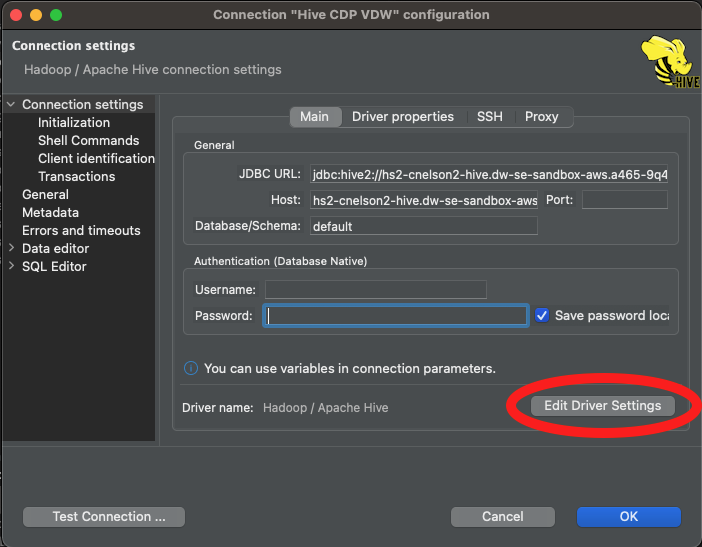 Connection "Hive CDP VDW" configuration
Connection settings
Hadoop / Apache Hive connection settings
HIVE
Connection settings
Initialization
Shell Commands
Client identification
Transactions
General
Metadata
Errors and timeouts
Data editor
SQL Editor
Main Driver properties SSH Proxy
General
JDBC URL: jdbc:hive2://hs2-cnelson2-hive.dw-se-sandbox-aws.a465-9q4
Host: hs2-cnelson2-hive.dw-se-sandbox-aws Port:
Database/Schema: default
Authentication (Database Native)
Username:
Password: Save password loca
You can use variables in connection parameters.
Driver name: Hadoop / Apache Hive Edit Driver Settings
Test Connection ... Cancel OK